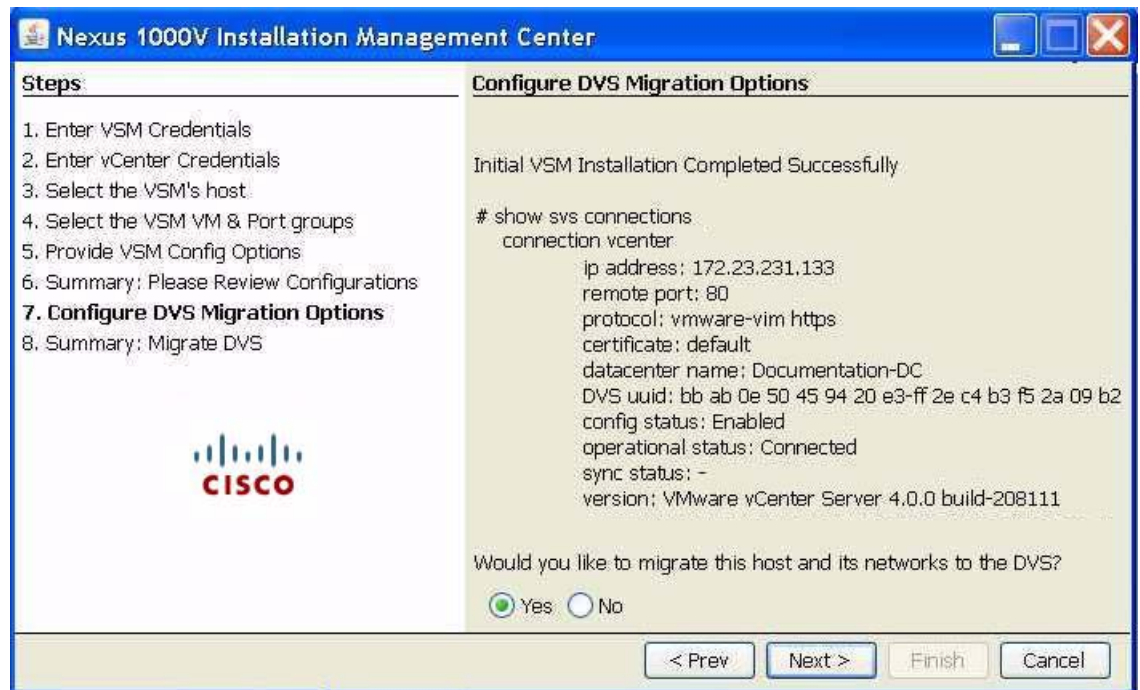 Nexus 1000V Installation Management Center
Steps
1. Enter VSM Credentials
2. Enter vCenter Credentials
3. Select the VSM's host
4. Select the VSM VM & Port groups
5. Provide VSM Config Options
6. Summary: Please Review Configurations
7. Configure DVS Migration Options
8. Summary: Migrate DVS
CISCO
Configure DVS Migration Options
Initial VSM Installation Completed Successfully
# show svs connections
connection vcenter
ip address: 172.23.231.133
remote port: 80
protocol: vmware-vim https
certificate: default
datacenter name: Documentation-DC
DVS uuid: bb ab 0e 50 45 94 20 e3-ff 2e c4 b3 f5 2a 09 b2
config status: Enabled
operational status: Connected
sync status: -
version: VMware vCenter Server 4.0.0 build-208111
Would you like to migrate this host and its networks to the DVS?
Yes No
< Prev Next > Finish Cancel